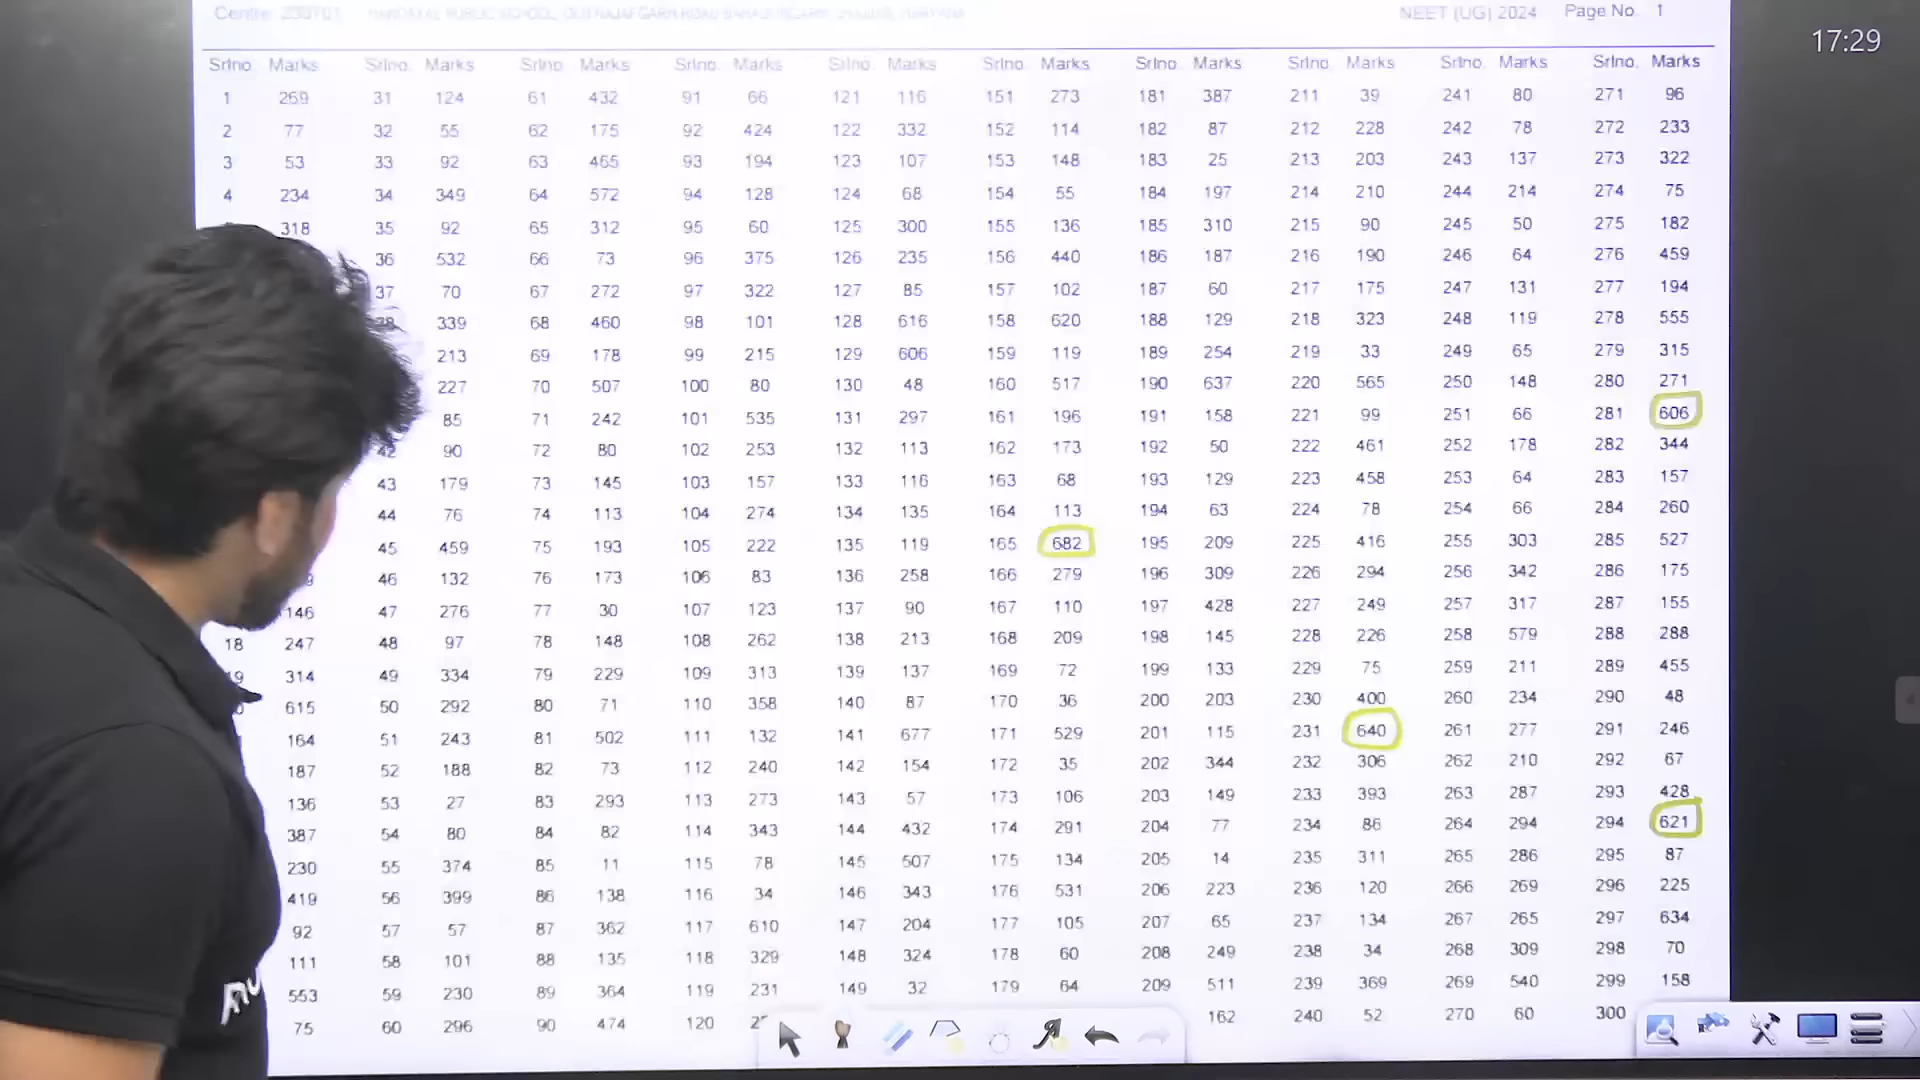 17:29
Centre: 230701 HARDAYAL PUBLIC SCHOOL, OLD NAJAFGARH ROAD BAHADURGARH, JHAJJAR, HARYANA NEET (UG) 2024 Page No. 1
Srlno. Marks Srlno. Marks Srlno. Marks Srlno. Marks Srlno. Marks Srlno. Marks Srlno. Marks Srlno. Marks Srlno. Marks Srlno. Marks
1 269 31 124 61 432 91 66 121 116 151 273 181 387 211 39 241 80 271 96
2 77 32 55 62 175 92 424 122 332 152 114 182 87 212 228 242 78 272 233
3 53 33 92 63 465 93 194 123 107 153 148 183 25 213 203 243 137 273 322
4 234 34 349 64 572 94 128 124 68 154 55 184 197 214 210 244 214 274 75
318 35 92 65 312 95 60 125 300 155 136 185 310 215 90 245 50 275 182
36 532 66 73 96 375 126 235 156 440 186 187 216 190 246 64 276 459
37 70 67 272 97 322 127 85 157 102 187 60 217 175 247 131 277 194
339 68 460 98 101 128 616 158 620 188 129 218 323 248 119 278 555
213 69 178 99 215 129 606 159 119 189 254 219 33 249 65 279 315
227 70 507 100 80 130 48 160 517 190 637 220 565 250 148 280 271
85 71 242 101 535 131 297 161 196 191 158 221 99 251 66 281 606
42 90 72 80 102 253 132 113 162 173 192 50 222 461 252 178 282 344
43 179 73 145 103 157 133 116 163 68 193 129 223 458 253 64 283 157
44 76 74 113 104 274 134 135 164 113 194 63 224 78 254 66 284 260
45 459 75 193 105 222 135 119 165 682 195 209 225 416 255 303 285 527
46 132 76 173 106 83 136 258 166 279 196 309 226 294 256 342 286 175
146 47 276 77 30 107 123 137 90 167 110 197 428 227 249 257 317 287 155
18 247 48 97 78 148 108 262 138 213 168 209 198 145 228 226 258 579 288 288
314 49 334 79 229 109 313 139 137 169 72 199 133 229 75 259 211 289 455
615 50 292 80 71 110 358 140 87 170 36 200 203 230 400 260 234 290 48
164 51 243 81 502 111 132 141 677 171 529 201 115 231 640 261 277 291 246
187 52 188 82 73 112 240 142 154 172 35 202 344 232 306 262 210 292 67
136 53 27 83 293 113 273 143 57 173 106 203 149 233 393 263 287 293 428
387 54 80 84 82 114 343 144 432 174 291 204 77 234 86 264 294 294 621
230 55 374 85 11 115 78 145 507 175 134 205 14 235 311 265 286 295 87
419 56 399 86 138 116 34 146 343 176 531 206 223 236 120 266 269 296 225
92 57 57 87 362 117 610 147 204 177 105 207 65 237 134 267 265 297 634
111 58 101 88 135 118 329 148 324 178 60 208 249 238 34 268 309 298 70
553 59 230 89 364 119 231 149 32 179 64 209 511 239 369 269 540 299 158
75 60 296 90 474 120 162 240 52 270 60 300